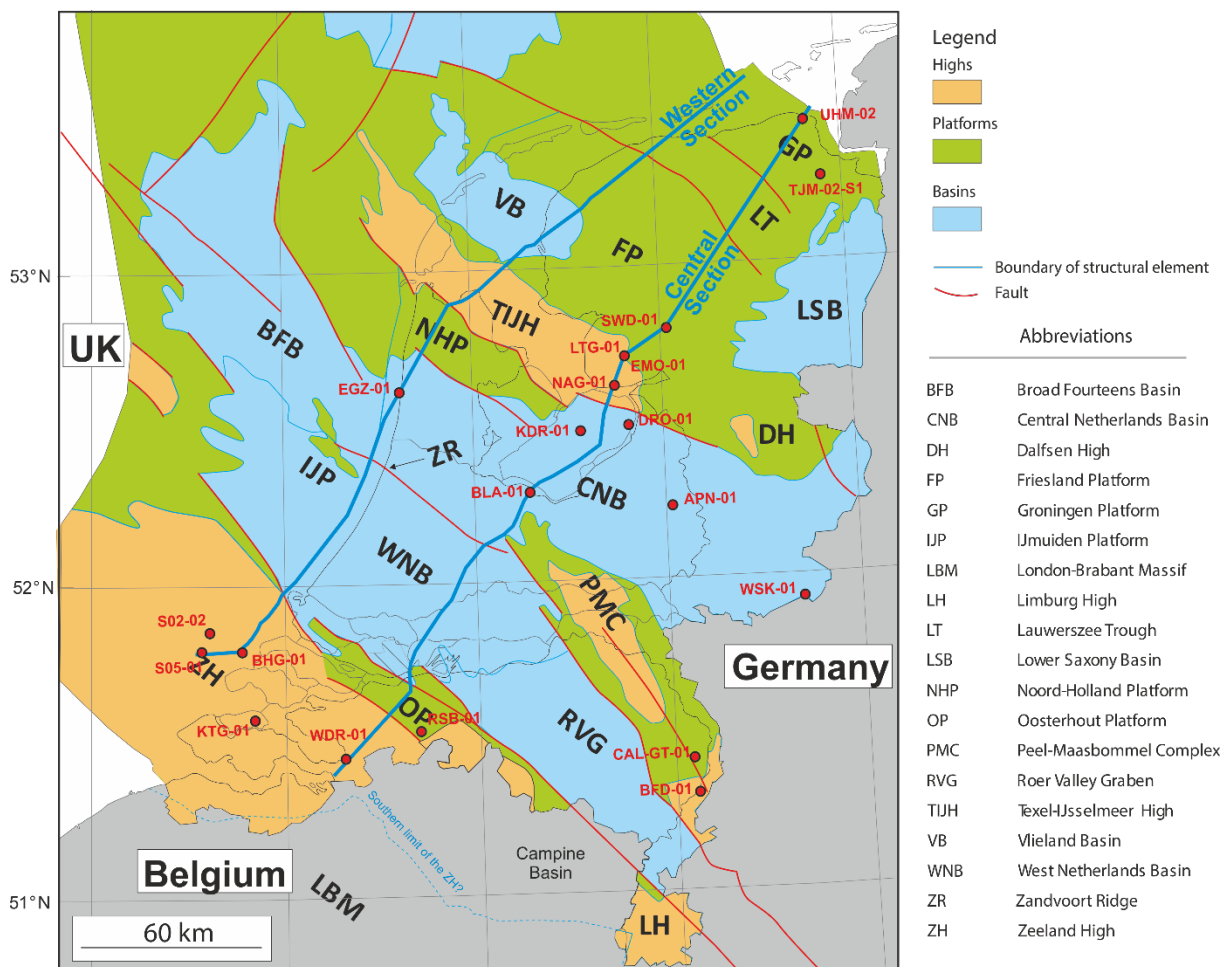 Western
Section
UHM-02
GP
TJM-02-S1
LT
VB
FP
Central
Section
53°N
LSB
TIJH
SWD-01
BFB
NHP
LTG-01
EMO-01
UK
NAG-01
EGZ-01
DRO-01
KDR-01
DH
ZR
IJP
BLA-01
CNB
APN-01
WNB
52°N
PMC
WSK-01
S02-02
S05-01
ZH
BHG-01
Germany
OP
RSB-01
RVG
KTG-01
WDR-01
CAL-GT-01
BFD-01
Southern limit of the ZH?
Campine
Basin
Belgium
LBM
51°N
LH
60 km
Legend
Highs
Platforms
Basins
Boundary of structural element
Fault
Abbreviations
BFB Broad Fourteens Basin
CNB Central Netherlands Basin
DH Dalfsen High
FP Friesland Platform
GP Groningen Platform
IJP IJmuiden Platform
LBM London-Brabant Massif
LH Limburg High
LT Lauwerszee Trough
LSB Lower Saxony Basin
NHP Noord-Holland Platform
OP Oosterhout Platform
PMC Peel-Maasbommel Complex
RVG Roer Valley Graben
TIJH Texel-IJsselmeer High
VB Vlieland Basin
WNB West Netherlands Basin
ZR Zandvoort Ridge
ZH Zeeland High